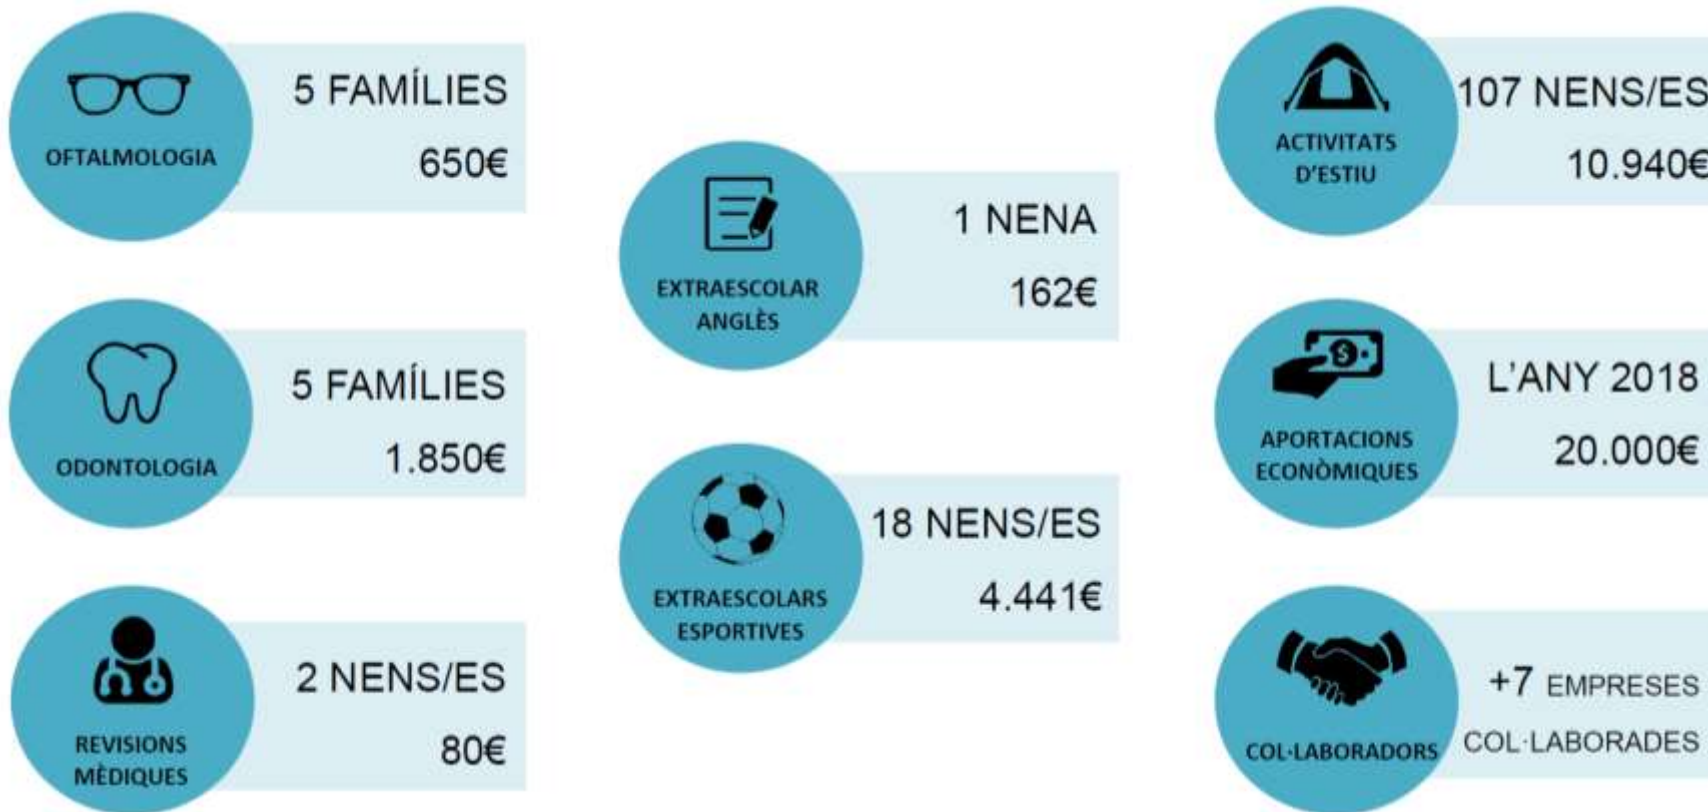 OFTALMOLOGIA
5 FAMÍLIES
650€
ODONTOLOGIA
5 FAMÍLIES
1.850€
REVISIONS
MÈDIQUES
2 NENS/ES
80€
EXTRAESCOLAR
ANGLÈS
1 NENA
162€
EXTRAESCOLARS
ESPORTIVES
18 NENS/ES
4.441€
ACTIVITATS
D'ESTIU
107 NENS/ES
10.940€
$
APORTACIONS
ECONÒMIQUES
L'ANY 2018
20.000€
COL·LABORADORS
+7 EMPRESES
COL·LABORADES